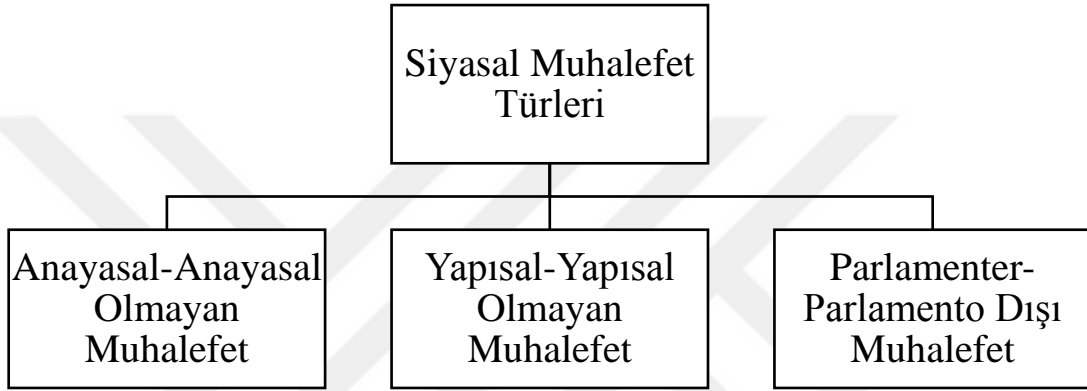 Siyasal Muhalefet
Türleri
Anayasal-Anayasal
Olmayan
Muhalefet
Yapısal-Yapısal
Olmayan
Muhalefet
Parlamenter-
Parlamento Dışı
Muhalefet